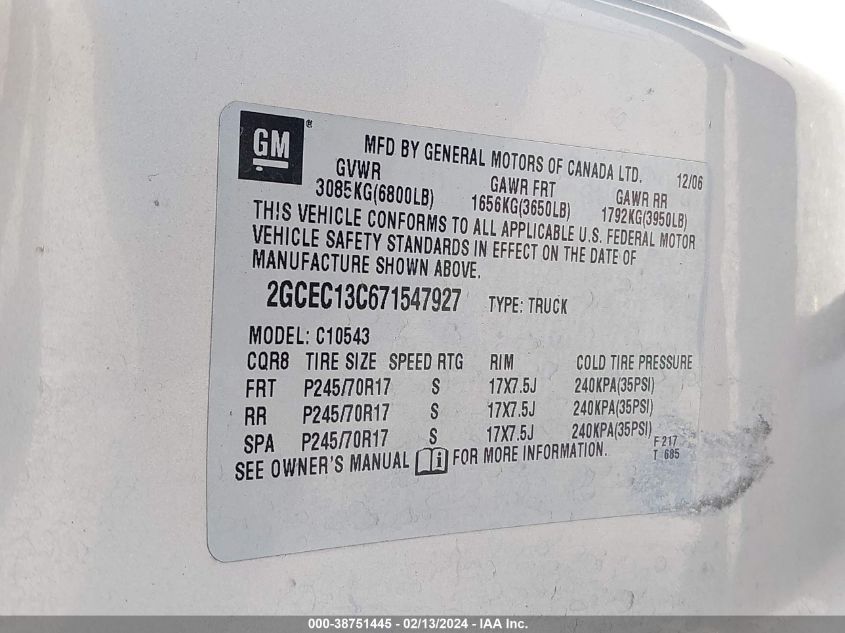 GM ®
MFD BY GENERAL MOTORS OF CANADA LTD. 12/06
GVWR GAWR FRT GAWR RR
3085KG(6800LB) 1656KG(3650LB) 1792KG(3950LB)
THIS VEHICLE CONFORMS TO ALL APPLICABLE U.S. FEDERAL MOTOR
VEHICLE SAFETY STANDARDS IN EFFECT ON THE DATE OF
MANUFACTURE SHOWN ABOVE.
2GCEC13C671547927 TYPE: TRUCK
MODEL: C10543
CQR8 TIRE SIZE SPEED RTG RIM COLD TIRE PRESSURE
FRT P245/70R17 S 17X7.5J 240KPA(35PSI)
RR P245/70R17 S 17X7.5J 240KPA(35PSI)
SPA P245/70R17 S 17X7.5J 240KPA(35PSI)
SEE OWNER'S MANUAL i FOR MORE INFORMATION.
F 217
T 685
000-38751445 - 02/13/2024 - IAA Inc.